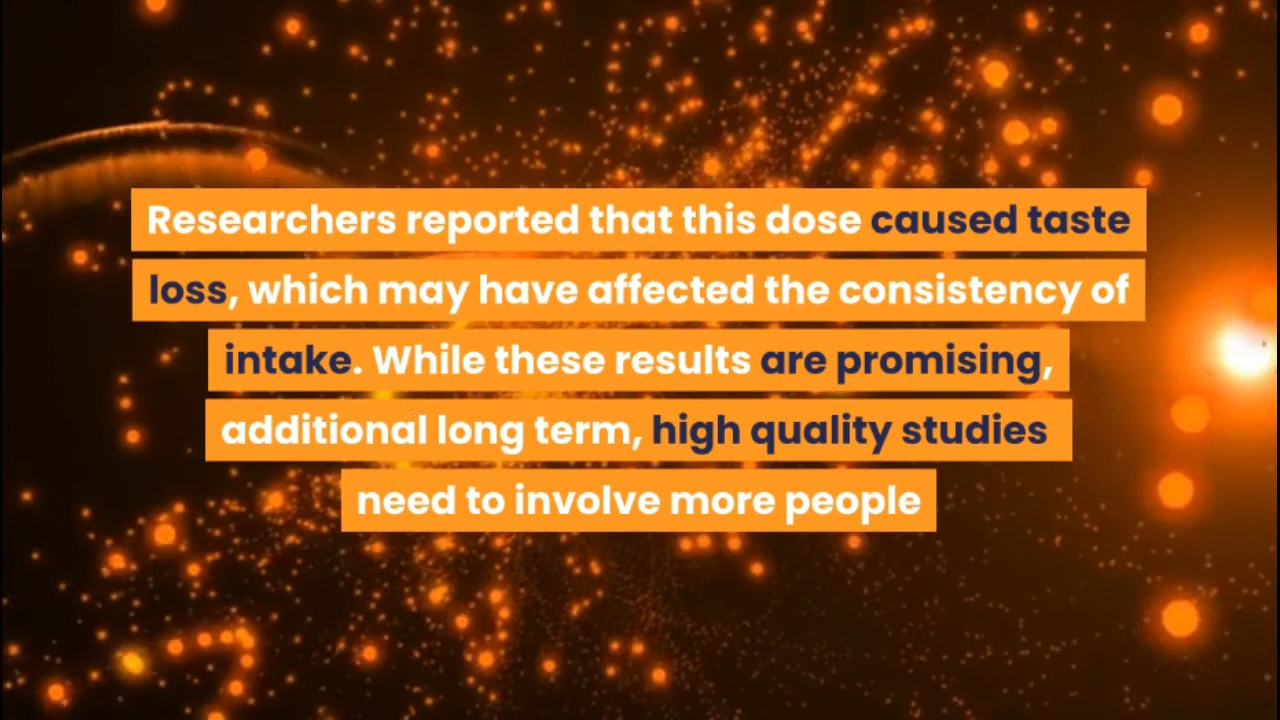 Researchers reported that this dose caused taste
loss, which may have affected the consistency of
intake. While these results are promising,
additional long term, high quality studies
need to involve more people